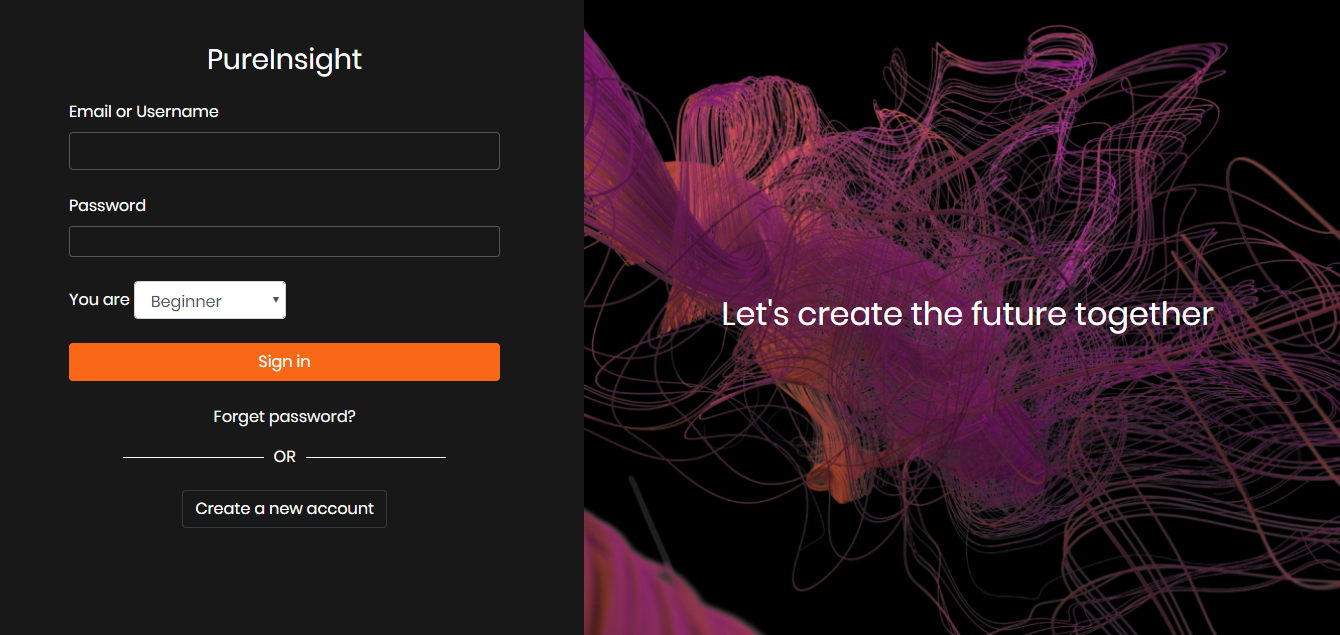 PureInsight
Email or Username
Password
You are Beginner
Sign in
Forget password?
OR
Create a new account
Let's create the future together